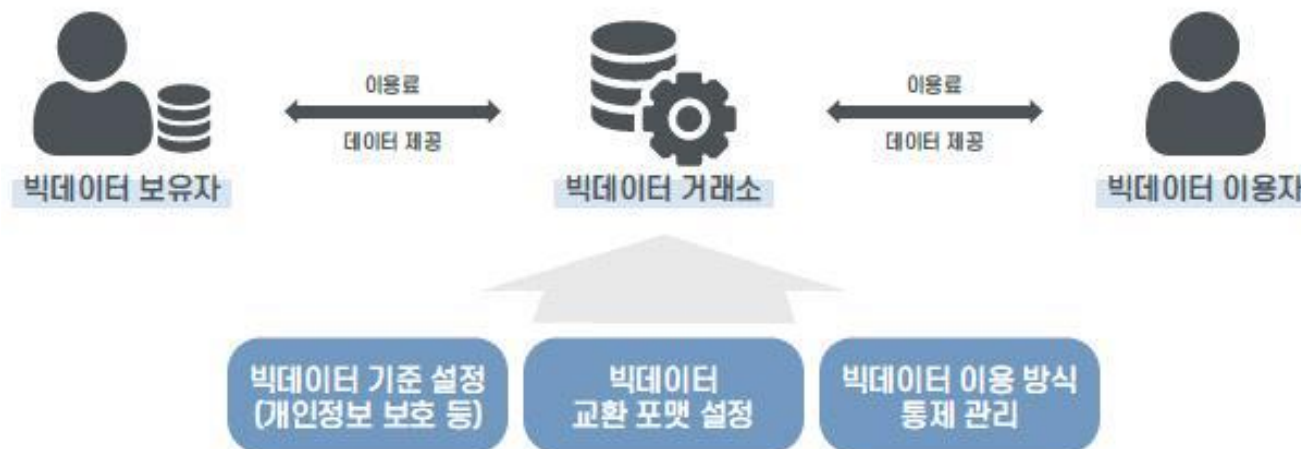 이용료
이용료
데이터 제공
데이터 제공
빅데이터 보유자
빅데이터 거래소
빅데이터 이용자
빅데이터 기준 설정
(개인정보 보호 등)
빅데이터
교환 포맷 설정
빅데이터 이용 방식
통제 관리